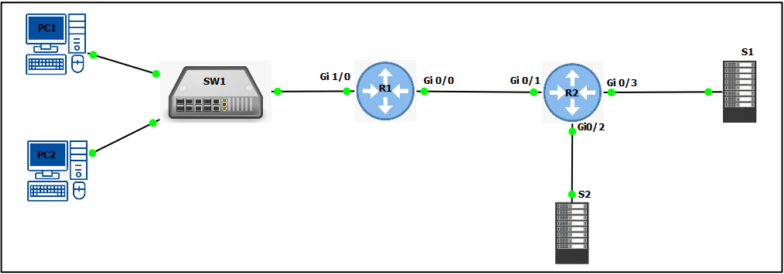 PC1
SW1
Gi 1/0
R1
Gi 0/0
Gi 0/1
R2
Gi 0/3
S1
Gi0/2
PC2
S2